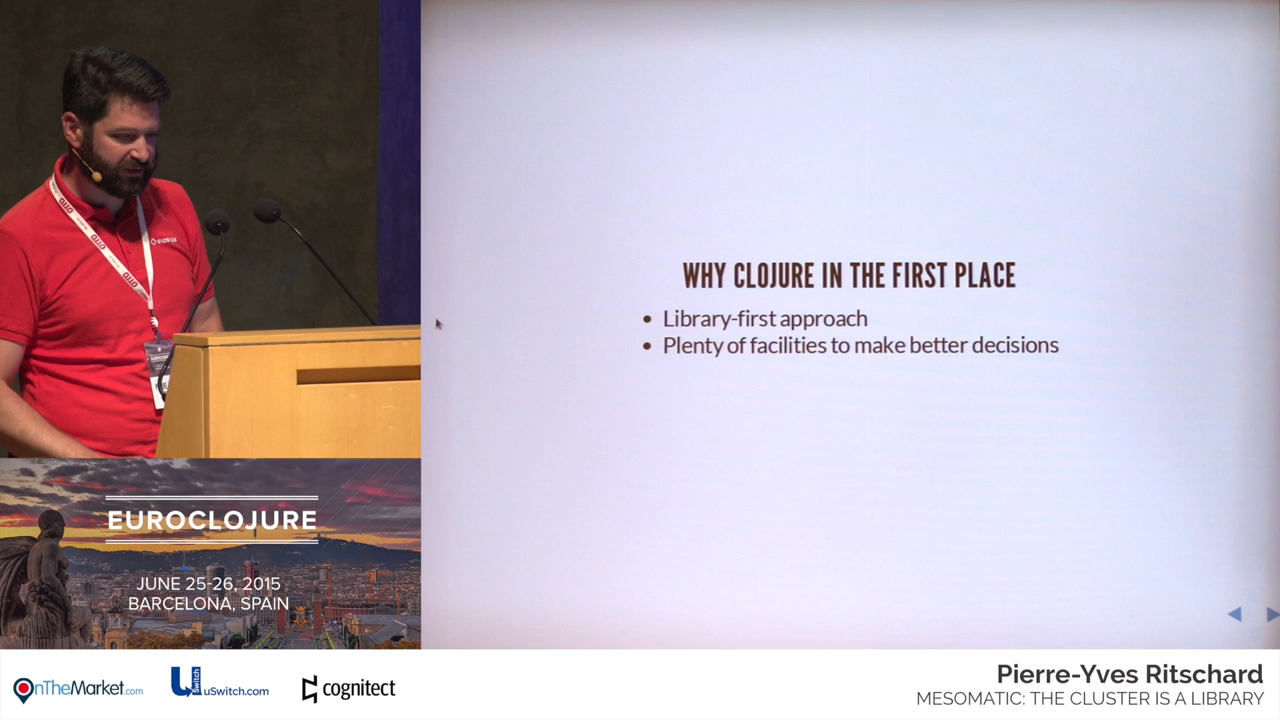 WHY CLOJURE IN THE FIRST PLACE
Library-first approach
Plenty of facilities to make better decisions
EUROCLOJURE
JUNE 25-26, 2015
BARCELONA, SPAIN
OnTheMarket.com
uSwitch
uSwitch.com
cognitect
Pierre-Yves Ritschard
MESOMATIC: THE CLUSTER IS A LIBRARY